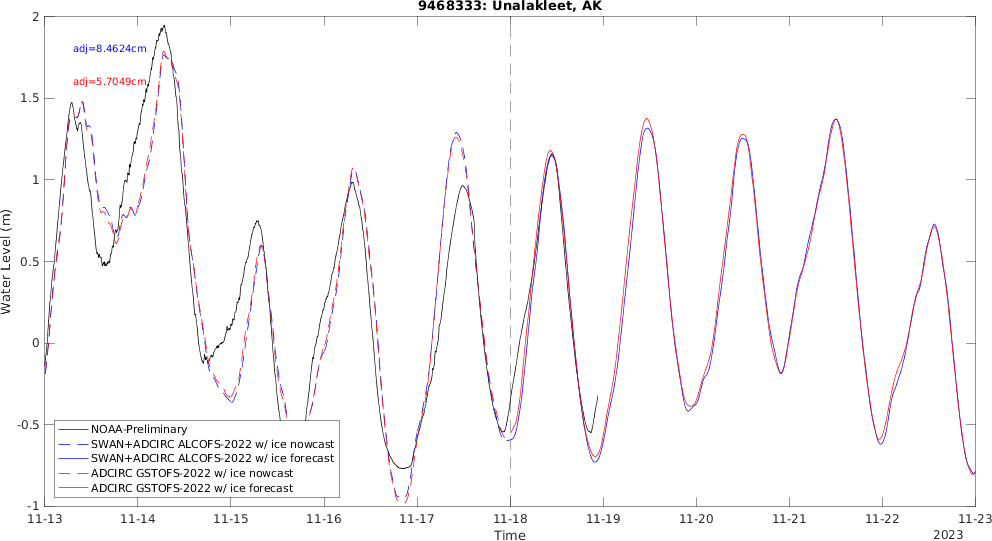 9468333: Unalakleet, AK
2
1.5
1
0.5
0
-0.5
-1
Water Level (m)
adj=8.4624cm
adj=5.7049cm
NOAA-Preliminary
SWAN+ADCIRC ALCOFS-2022 w/ ice nowcast
SWAN+ADCIRC ALCOFS-2022 w/ ice forecast
ADCIRC GSTOFS-2022 w/ ice nowcast
ADCIRC GSTOFS-2022 w/ ice forecast
11-13 11-14 11-15 11-16 11-17 11-18 11-19 11-20 11-21 11-22 11-23
Time
2023